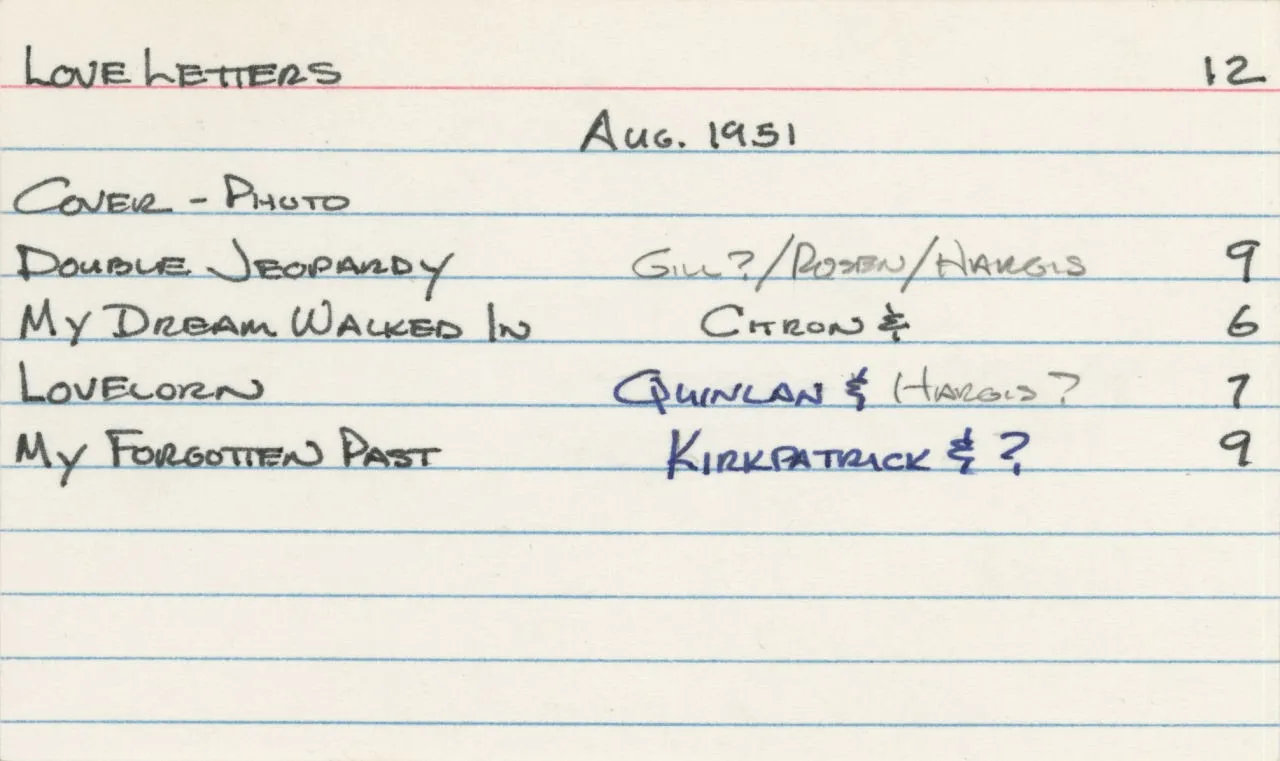 LOVE LETTERS 12
AUG. 1951
COVER - PHOTO
DOUBLE JEOPARDY GILL?/ROSEN/HARGIS 9
MY DREAM WALKED IN CITRON & 6
LOVELORN QUINLAN & HARGIS? 7
MY FORGOTTEN PAST KIRKPATRICK & ? 9